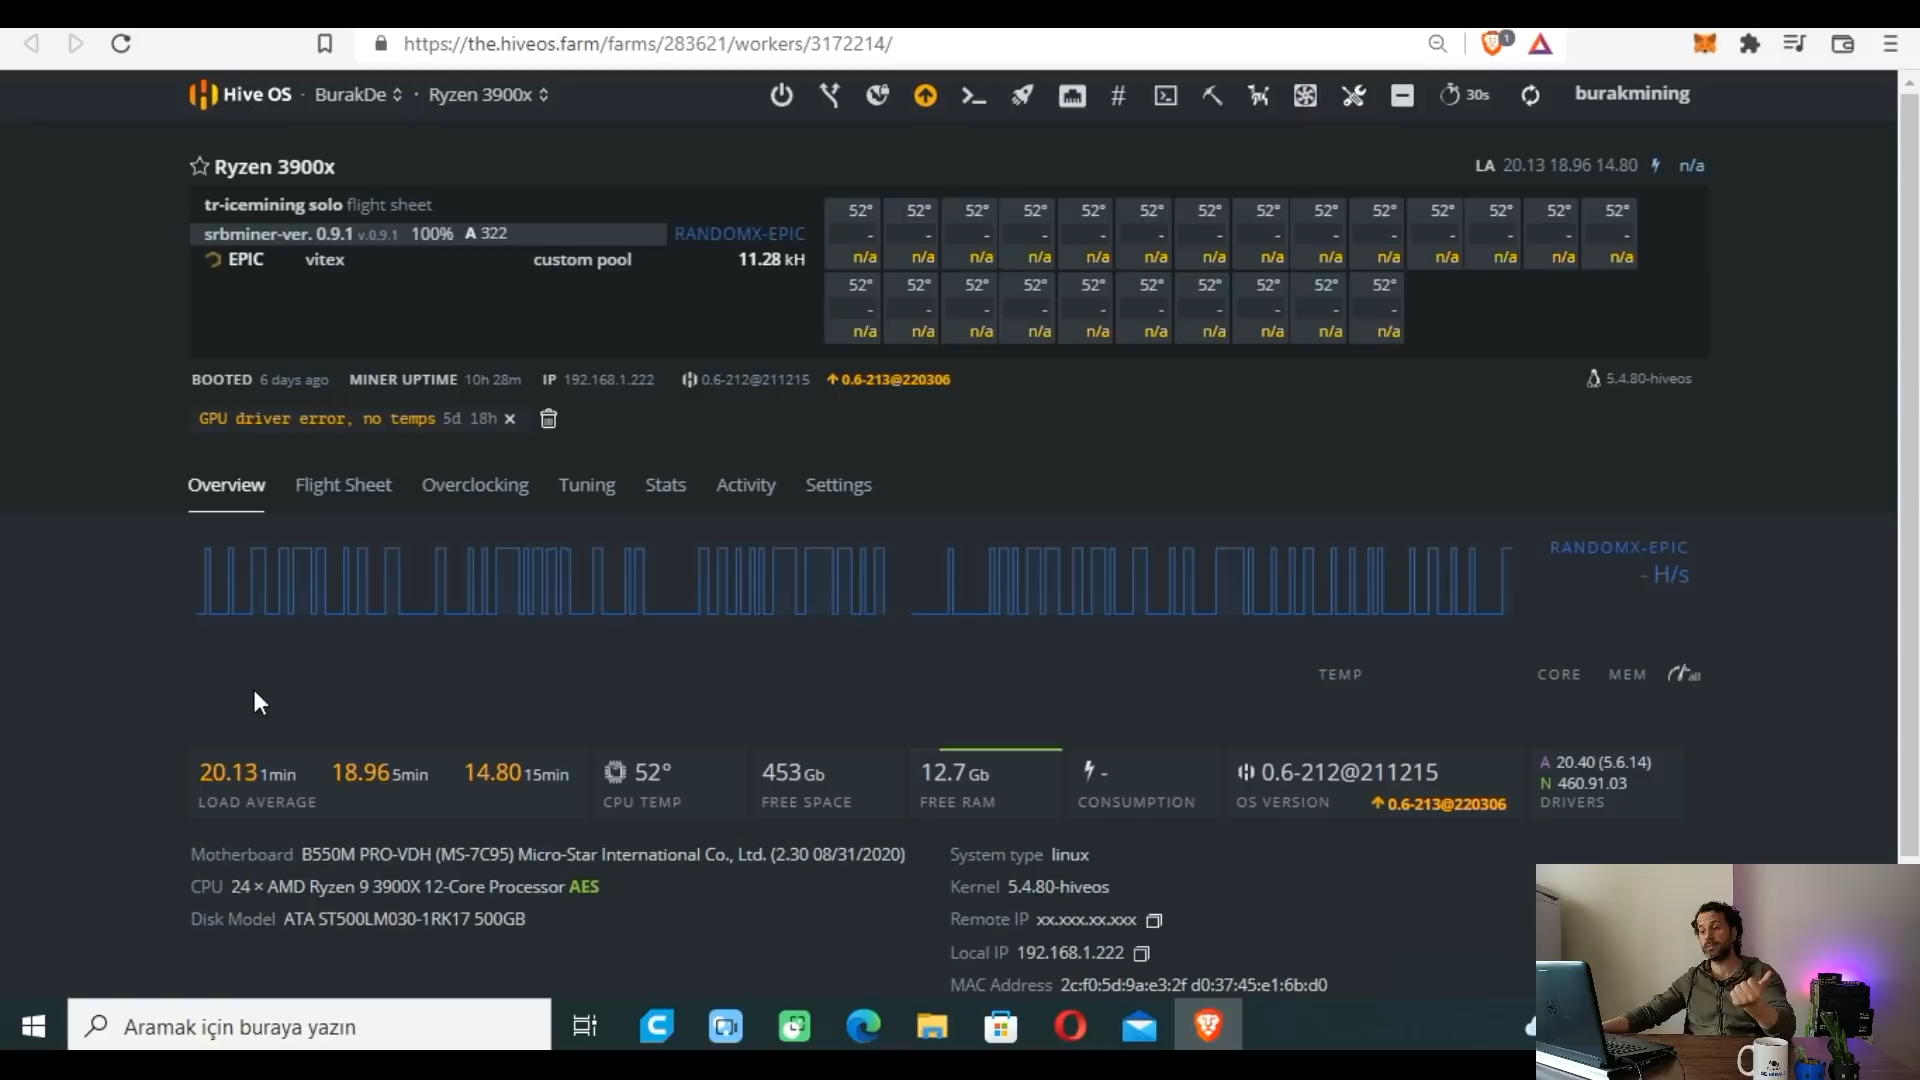 https://the.hiveos.farm/farms/283621/workers/3172214/
1
Hive OS · BurakDe · Ryzen 3900x
30s
burakmining
Ryzen 3900x
LA 20.13 18.96 14.80 n/a
tr-icemining solo flight sheet
srbminer-ver. 0.9.1 v.0.9.1 100% A 322 RANDOMX-EPIC
EPIC vitex custom pool 11.28 kH
52° 52° 52° 52° 52° 52° 52° 52° 52° 52° 52° 52° 52° 52°
- - - - - - - - - - - - - -
n/a n/a n/a n/a n/a n/a n/a n/a n/a n/a n/a n/a n/a n/a
52° 52° 52° 52° 52° 52° 52° 52° 52° 52°
- - - - - - - - - -
n/a n/a n/a n/a n/a n/a n/a n/a n/a n/a
BOOTED 6 days ago MINER UPTIME 10h 28m IP 192.168.1.222 0.6-212@211215 0.6-213@220306 5.4.80-hiveos
GPU driver error, no temps 5d 18h
Overview Flight Sheet Overclocking Tuning Stats Activity Settings
RANDOMX-EPIC
- H/s
TEMP CORE MEM all
20.13 1min 18.96 5min 14.80 15min
LOAD AVERAGE
52°
CPU TEMP
453 Gb
FREE SPACE
12.7 Gb
FREE RAM
-
CONSUMPTION
0.6-212@211215
OS VERSION 0.6-213@220306
A 20.40 (5.6.14)
N 460.91.03
DRIVERS
Motherboard B550M PRO-VDH (MS-7C95) Micro-Star International Co., Ltd. (2.30 08/31/2020)
CPU 24 × AMD Ryzen 9 3900X 12-Core Processor AES
Disk Model ATA ST500LM030-1RK17 500GB
System type linux
Kernel 5.4.80-hiveos
Remote IP xx.xxx.xx.xxx
Local IP 192.168.1.222
MAC Address 2c:f0:5d:9a:e3:2f d0:37:45:e1:6b:d0
Aramak için buraya yazın